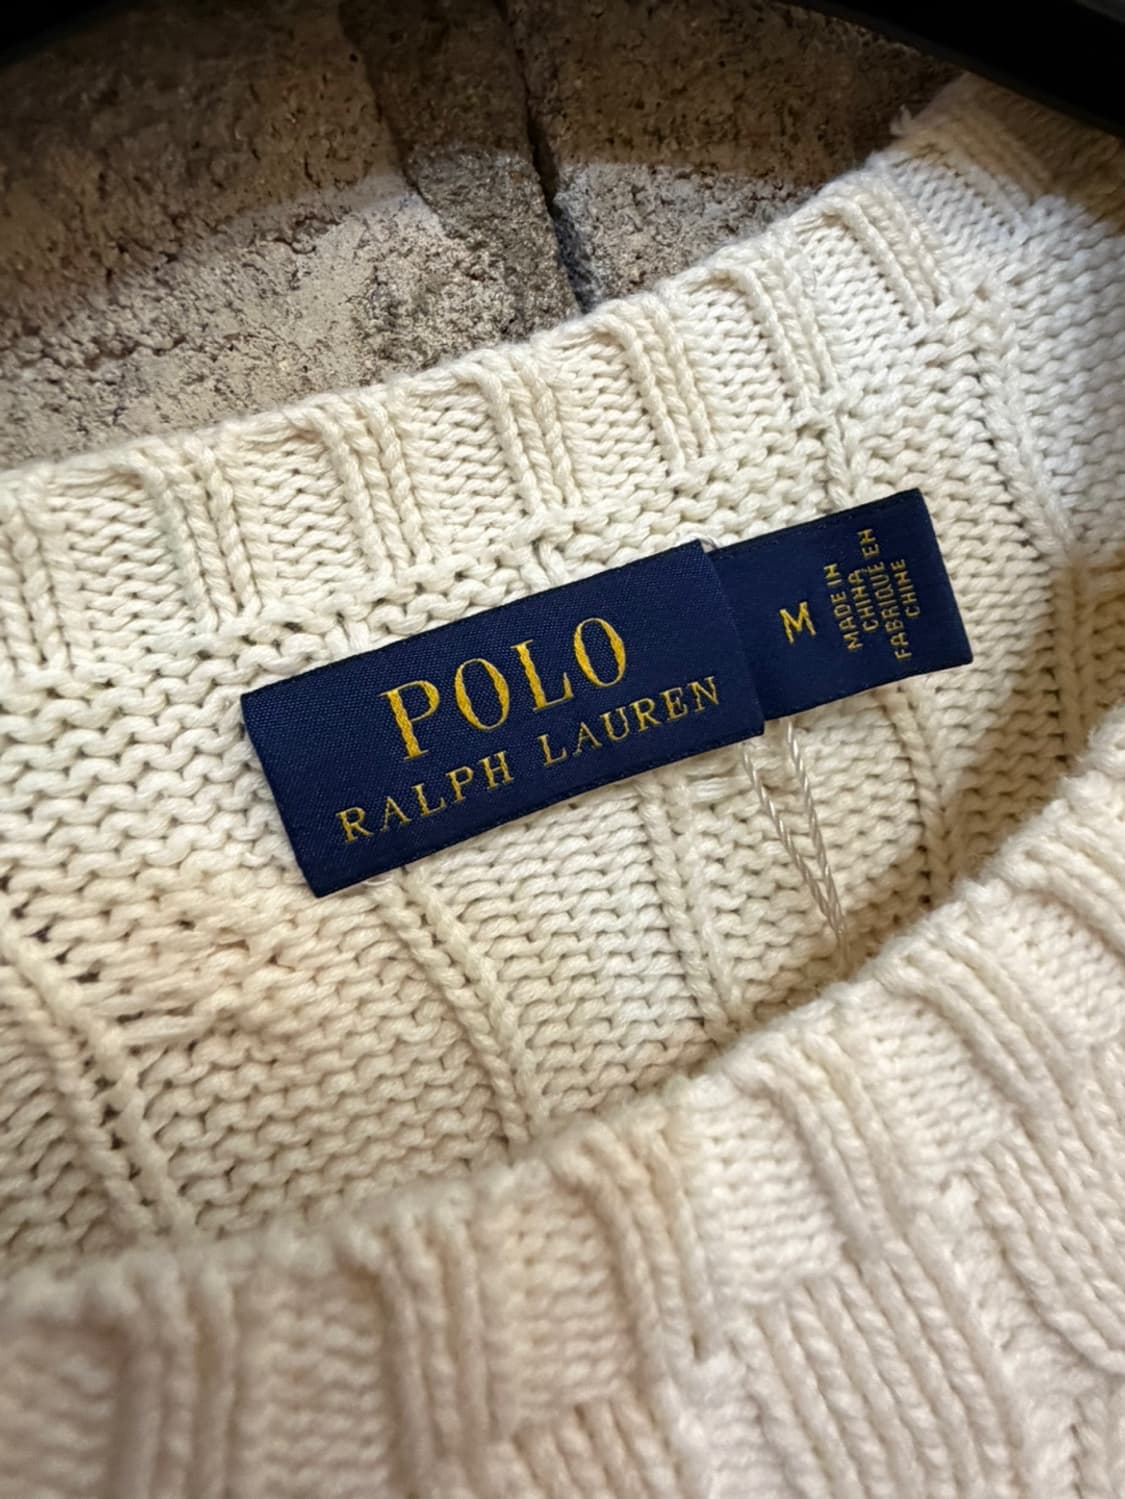 POLO
RALPH LAUREN
M
MADE IN
CHINA
FABRIQUE EN
CHINE